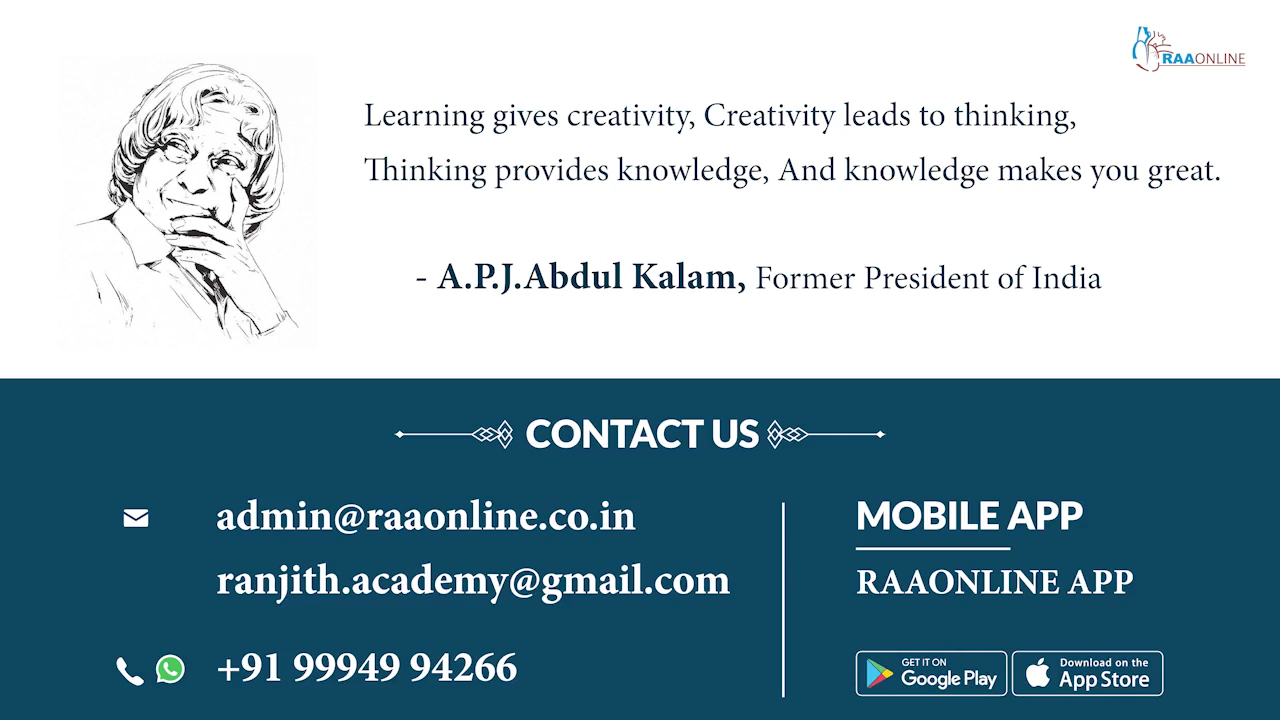 RAAONLINE
Learning gives creativity, Creativity leads to thinking,
Thinking provides knowledge, And knowledge makes you great.
- A.P.J.Abdul Kalam, Former President of India
CONTACT US
admin@raaonline.co.in
ranjith.academy@gmail.com
+91 99949 94266
MOBILE APP
RAAONLINE APP
GET IT ON
Google Play
Download on the
App Store